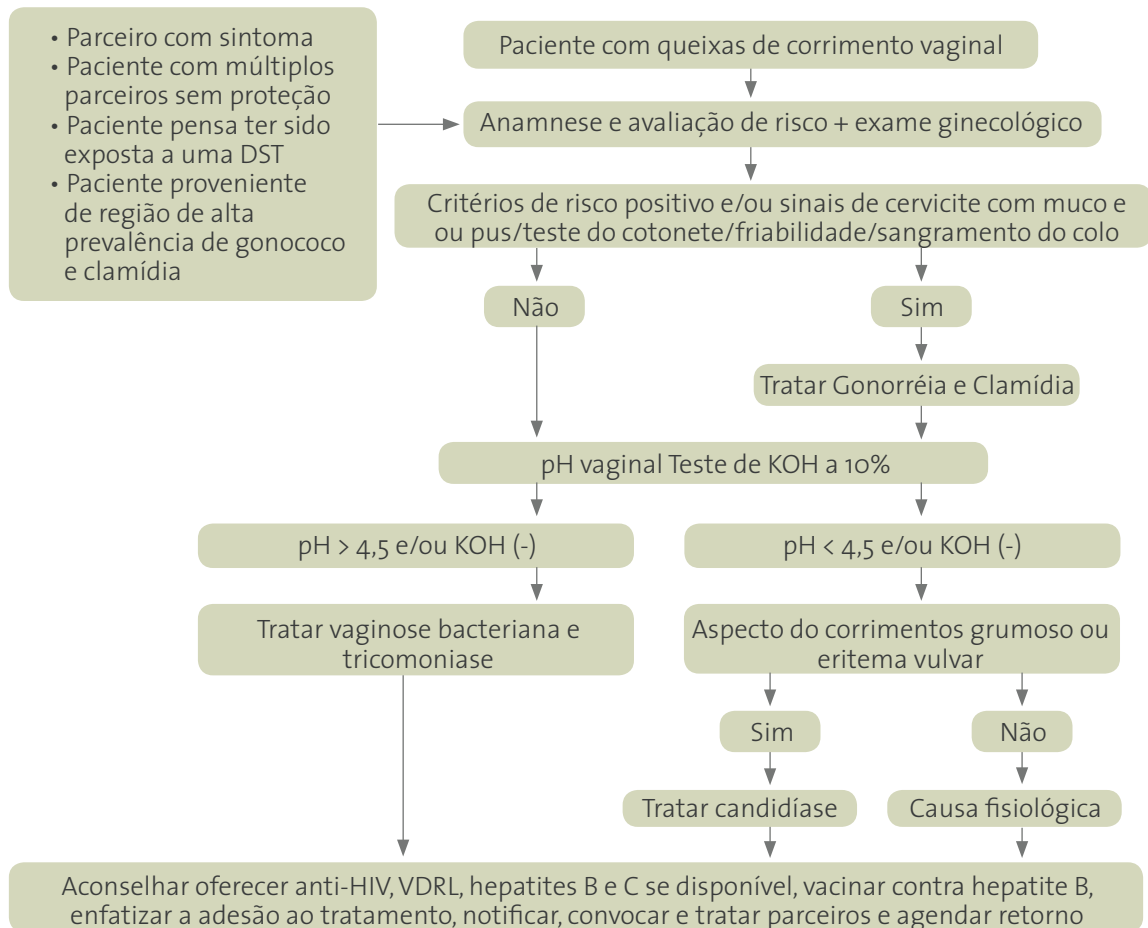 • Parceiro com sintoma
• Paciente com múltiplos
parceiros sem proteção
• Paciente pensa ter sido
exposta a uma DST
• Paciente proveniente
de região de alta
prevalência de gonococo
e clamídia
Paciente com queixas de corrimento vaginal
Anamnese e avaliação de risco + exame ginecológico
Critérios de risco positivo e/ou sinais de cervicite com muco e
ou pus/teste do cotonete/friabilidade/sangramento do colo
Não
Sim
Tratar Gonorréia e Clamídia
pH vaginal Teste de KOH a 10%
pH > 4,5 e/ou KOH (-)
pH < 4,5 e/ou KOH (-)
Tratar vaginose bacteriana e
tricomoniase
Aspecto do corrimentos grumoso ou
eritema vulvar
Sim
Não
Tratar candidíase
Causa fisiológica
Aconselhar oferecer anti-HIV, VDRL, hepatites B e C se disponível, vacinar contra hepatite B,
enfatizar a adesão ao tratamento, notificar, convocar e tratar parceiros e agendar retorno